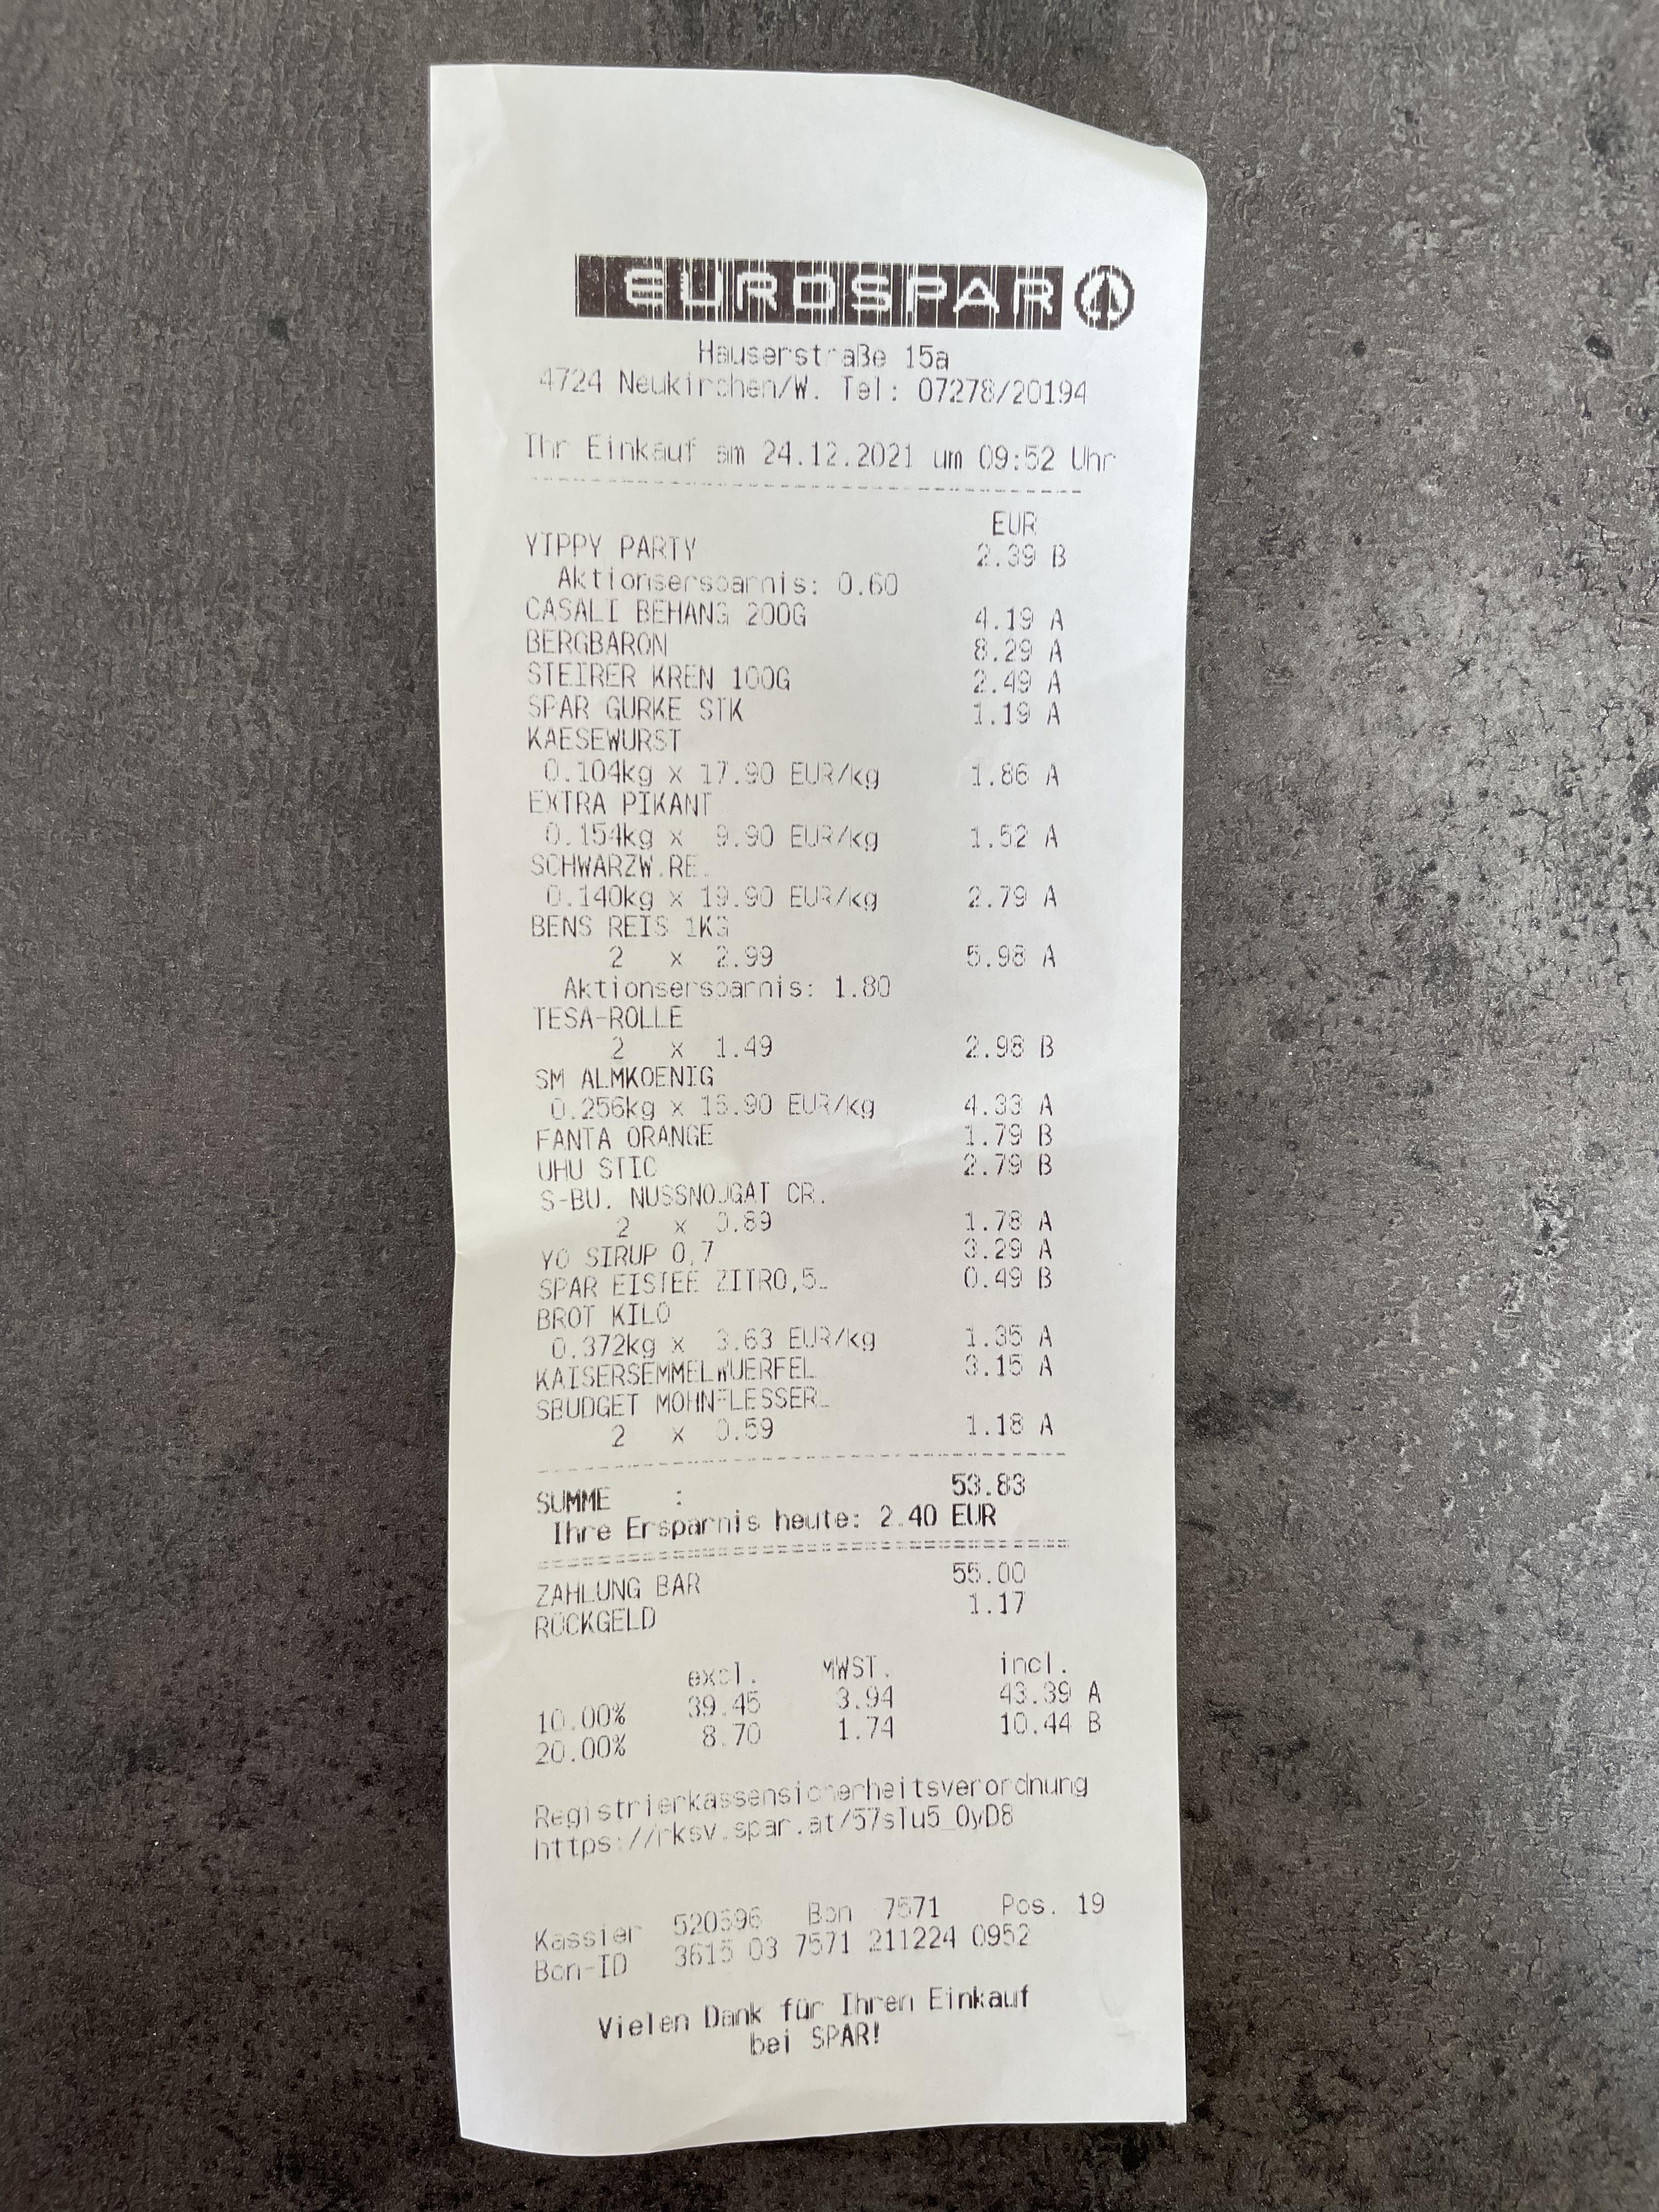 EUROSPAR
Hauserstraße 15a
4724 Neukirchen/W. Tel: 07278/20194
Ihr Einkauf am 24.12.2021 um 09:52 Uhr
EUR
YIPPY PARTY 2.39 B
Aktionsersparnis: 0.60
CASALI BEHANG 200G 4.19 A
BERGBARON 8.29 A
STEIRER KREN 100G 2.49 A
SPAR GURKE STK 1.19 A
KAESEWURST
0.104kg x 17.90 EUR/kg 1.86 A
EXTRA PIKANT
0.154kg x 9.90 EUR/kg 1.52 A
SCHWARZW.RE.
0.140kg x 19.90 EUR/kg 2.79 A
BENS REIS 1KG
2 x 2.99 5.98 A
Aktionsersparnis: 1.80
TESA-ROLLE
2 x 1.49 2.98 B
SM ALMKOENIG
0.256kg x 16.90 EUR/kg 4.33 A
FANTA ORANGE 1.79 B
UHU STIC 2.79 B
S-BU. NUSSNOUGAT CR.
2 x 0.89 1.78 A
YO SIRUP 0,7 3.29 A
SPAR EISTEE ZITRO,5L 0.49 B
BROT KILO
0.372kg x 3.63 EUR/kg 1.35 A
KAISERSEMMELWUERFEL 3.15 A
SBUDGET MOHNFLESSERL
2 x 0.59 1.18 A
SUMME : 53.83
Ihre Ersparnis heute: 2.40 EUR
ZAHLUNG BAR 55.00
RÜCKGELD 1.17
excl. MWST. incl.
10.00% 39.45 3.94 43.39 A
20.00% 8.70 1.74 10.44 B
Registrierkassensicherheitsverordnung
https://rksv.spar.at/57sTu5_OyD8
Kassier 520696 Bon 7571 Pos. 19
Bon-ID 3615 03 7571 211224 0952
Vielen Dank für Ihren Einkauf
bei SPAR!